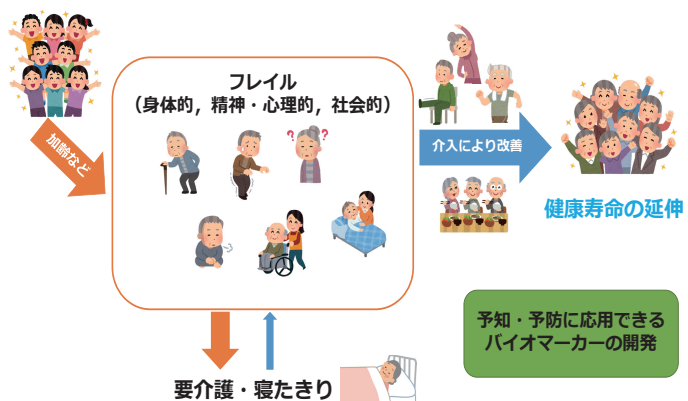 フレイル
（身体的，精神・心理的，社会的）
加齢など
? ?
介入により改善
健康寿命の延伸
予知・予防に応用できる
バイオマーカーの開発
要介護・寝たきり